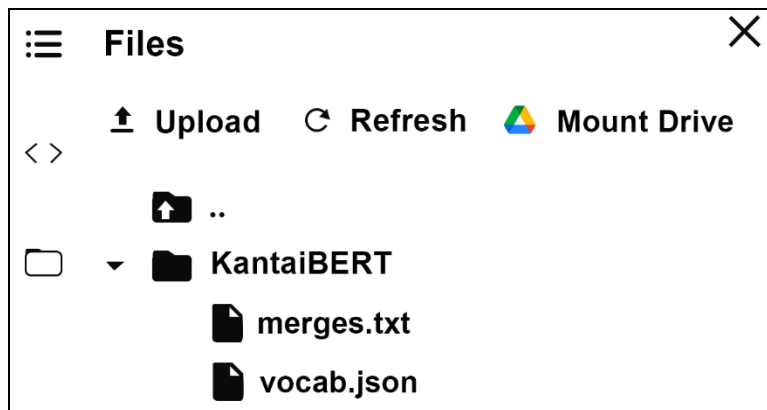 Files
Upload Refresh Mount Drive
..
KantaiBERT
merges.txt
vocab.json